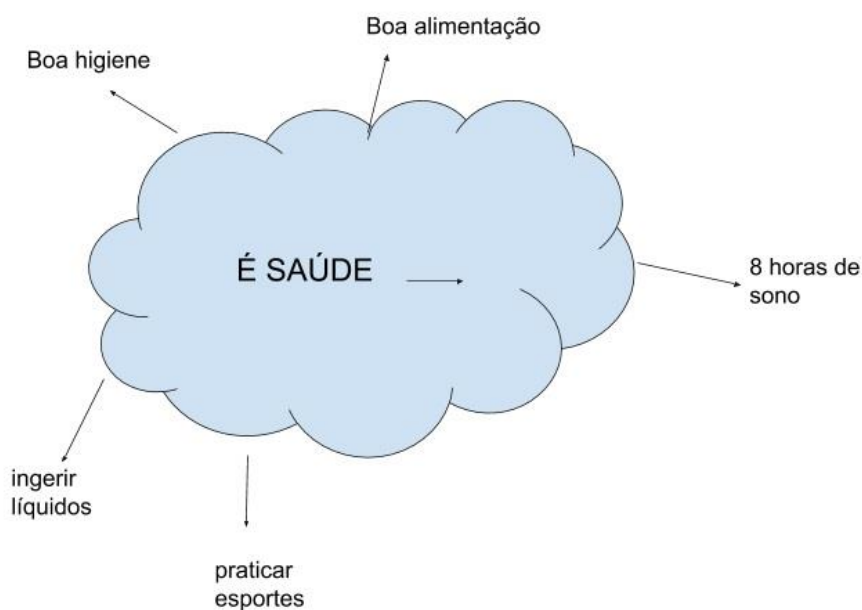 Boa alimentação
Boa higiene
É SAÚDE
8 horas de
sono
ingerir
líquidos
praticar
esportes